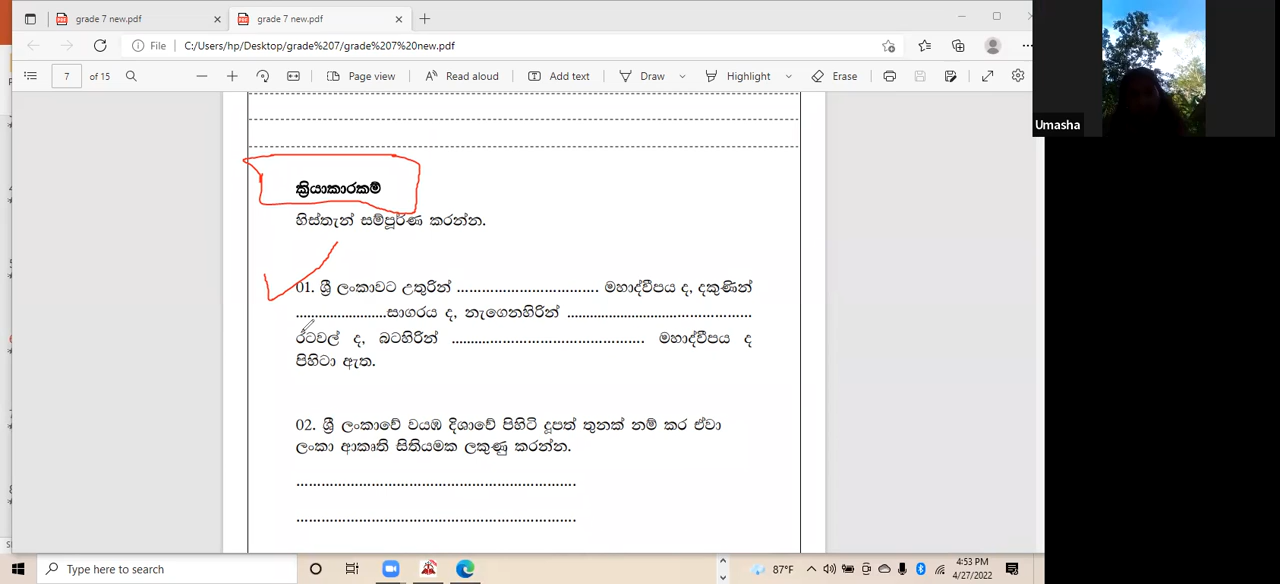 grade 7 new.pdf
grade 7 new.pdf
File C:/Users/hp/Desktop/grade%207/grade%207%20new.pdf
7 of 15 Page view Read aloud Add text Draw Highlight Erase
Umasha
ක්‍රියාකාරකම්
හිස්තැන් සම්පූර්ණ කරන්න.
01. ශ්‍රී ලංකාවට උතුරින් ................................. මහාද්වීපය ද, දකුණින්
......................සාගරය ද, නැගෙනහිරින් ...........................................
රටවල් ද, බටහිරින් ............................................. මහාද්වීපය ද
පිහිටා ඇත.
02. ශ්‍රී ලංකාවේ වයඹ දිශාවේ පිහිටි දූපත් තුනක් නම් කර ඒවා
ලංකා ආකෘති සිතියමක ලකුණු කරන්න.
.................................................................
.................................................................
Type here to search
87°F
4:53 PM
4/27/2022